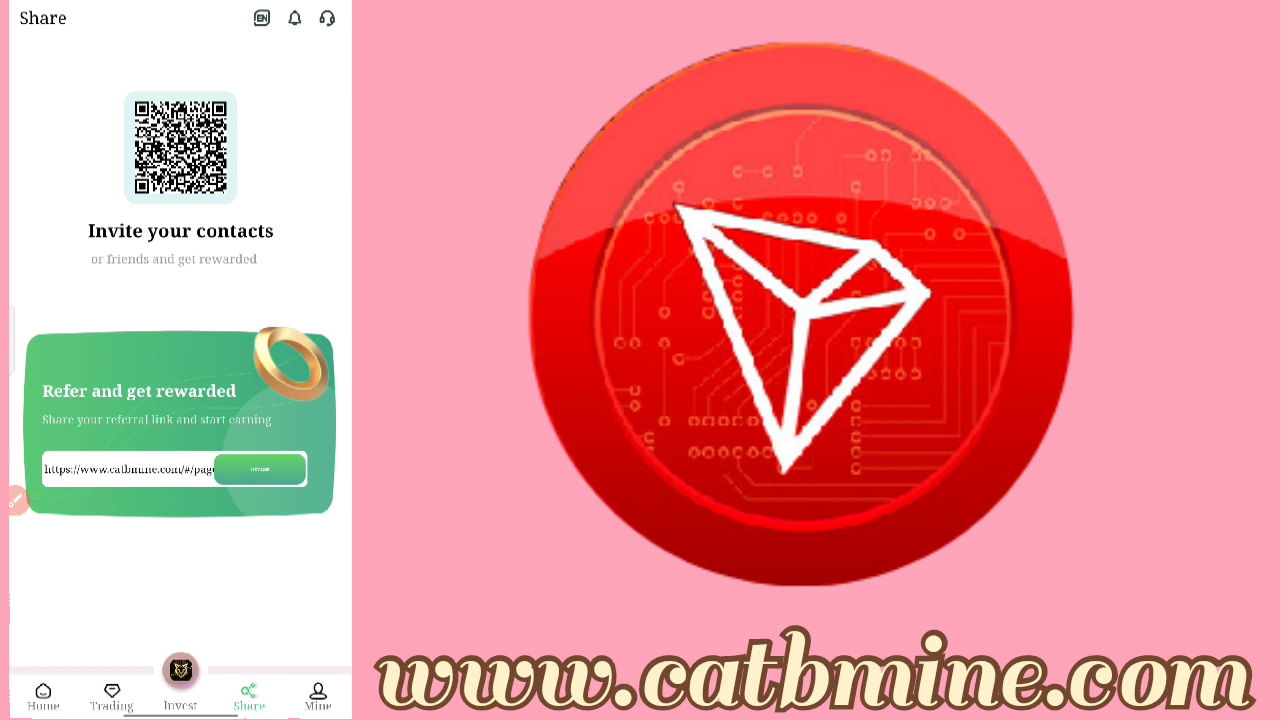 Share
EN
Invite your contacts
or friends and get rewarded
Refer and get rewarded
Share your referral link and start earning
https://www.catbmine.com/#/page
Home
Trading
Invest
Share
Mine
www.catbmine.com